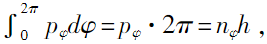 ∫₀^{2π} p_φ dφ = p_φ · 2π = n_φ h ,